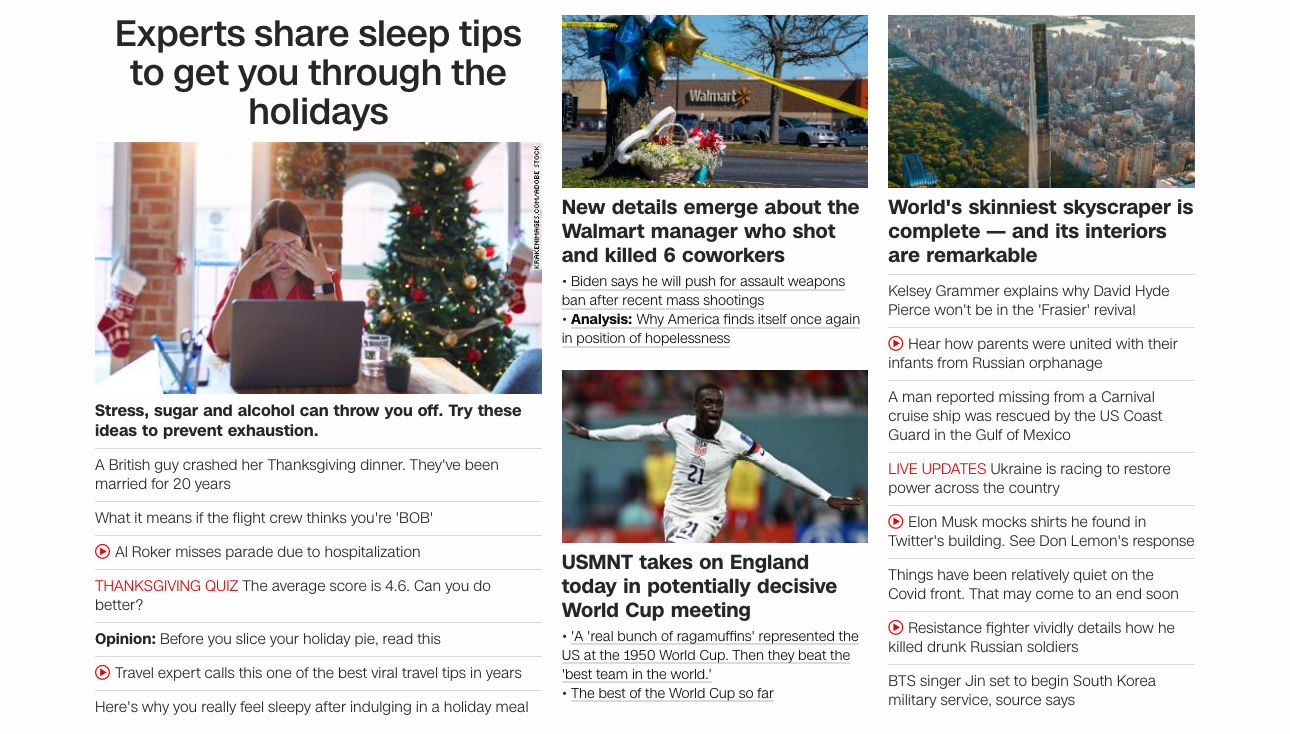 Experts share sleep tips
to get you through the
holidays
KRAKENIMAGES.COM/ADOBE STOCK
Stress, sugar and alcohol can throw you off. Try these
ideas to prevent exhaustion.
A British guy crashed her Thanksgiving dinner. They've been
married for 20 years
What it means if the flight crew thinks you're 'BOB'
Al Roker misses parade due to hospitalization
THANKSGIVING QUIZ The average score is 4.6. Can you do
better?
Opinion: Before you slice your holiday pie, read this
Travel expert calls this one of the best viral travel tips in years
Here's why you really feel sleepy after indulging in a holiday meal
Walmart
New details emerge about the
Walmart manager who shot
and killed 6 coworkers
• Biden says he will push for assault weapons
ban after recent mass shootings
• Analysis: Why America finds itself once again
in position of hopelessness
21
21
USMNT takes on England
today in potentially decisive
World Cup meeting
• 'A 'real bunch of ragamuffins' represented the
US at the 1950 World Cup. Then they beat the
'best team in the world.'
• The best of the World Cup so far
World's skinniest skyscraper is
complete — and its interiors
are remarkable
Kelsey Grammer explains why David Hyde
Pierce won't be in the 'Frasier' revival
Hear how parents were united with their
infants from Russian orphanage
A man reported missing from a Carnival
cruise ship was rescued by the US Coast
Guard in the Gulf of Mexico
LIVE UPDATES Ukraine is racing to restore
power across the country
Elon Musk mocks shirts he found in
Twitter's building. See Don Lemon's response
Things have been relatively quiet on the
Covid front. That may come to an end soon
Resistance fighter vividly details how he
killed drunk Russian soldiers
BTS singer Jin set to begin South Korea
military service, source says